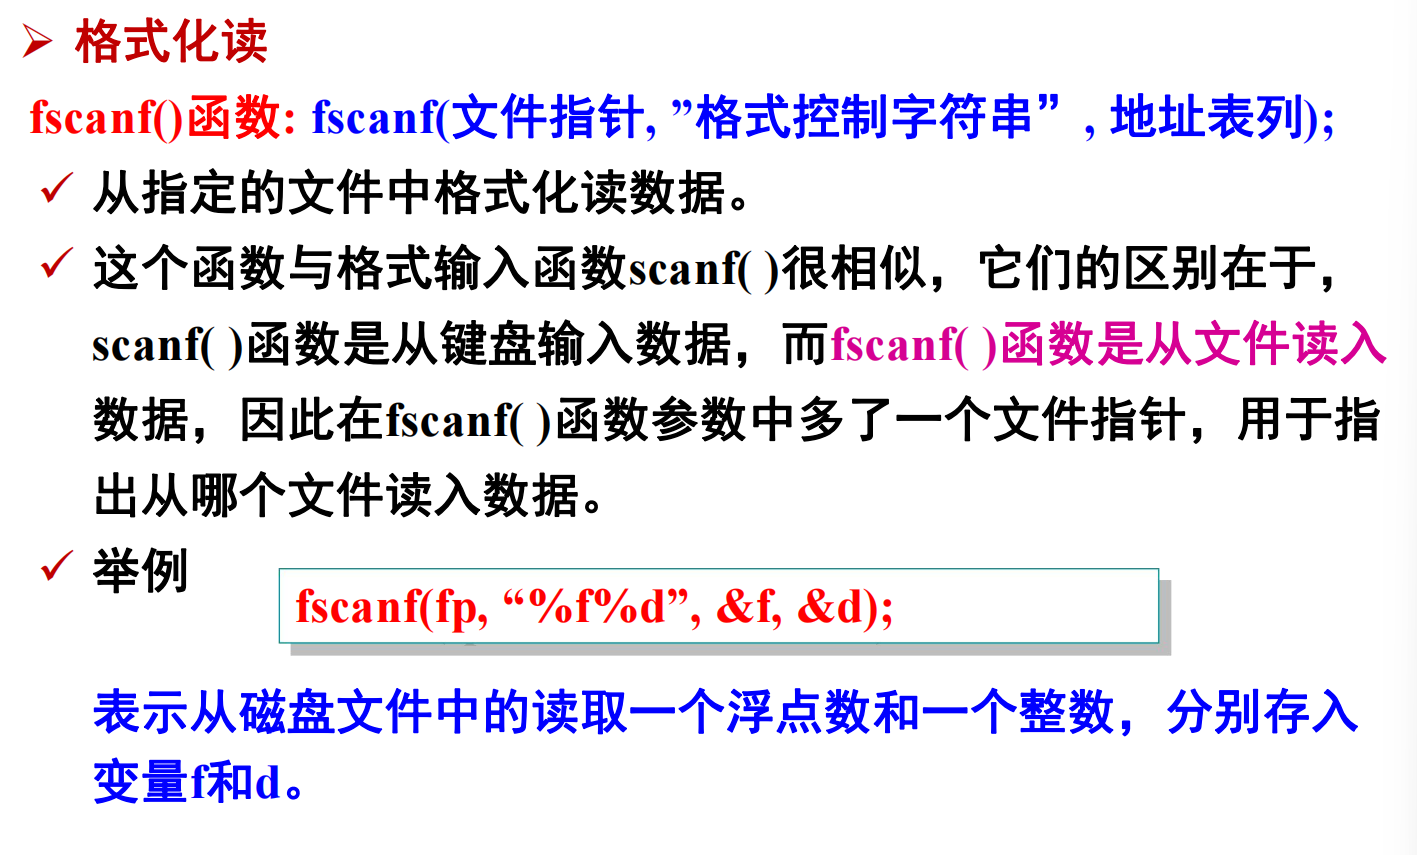 ➢ 格式化读
fscanf()函数: fscanf(文件指针, ”格式控制字符串”, 地址表列);
✓ 从指定的文件中格式化读数据。
✓ 这个函数与格式输入函数scanf( )很相似，它们的区别在于，
scanf( )函数是从键盘输入数据，而fscanf( )函数是从文件读入
数据，因此在fscanf( )函数参数中多了一个文件指针，用于指
出从哪个文件读入数据。
✓ 举例
fscanf(fp, “%f%d”, &f, &d);
表示从磁盘文件中的读取一个浮点数和一个整数，分别存入
变量f和d。